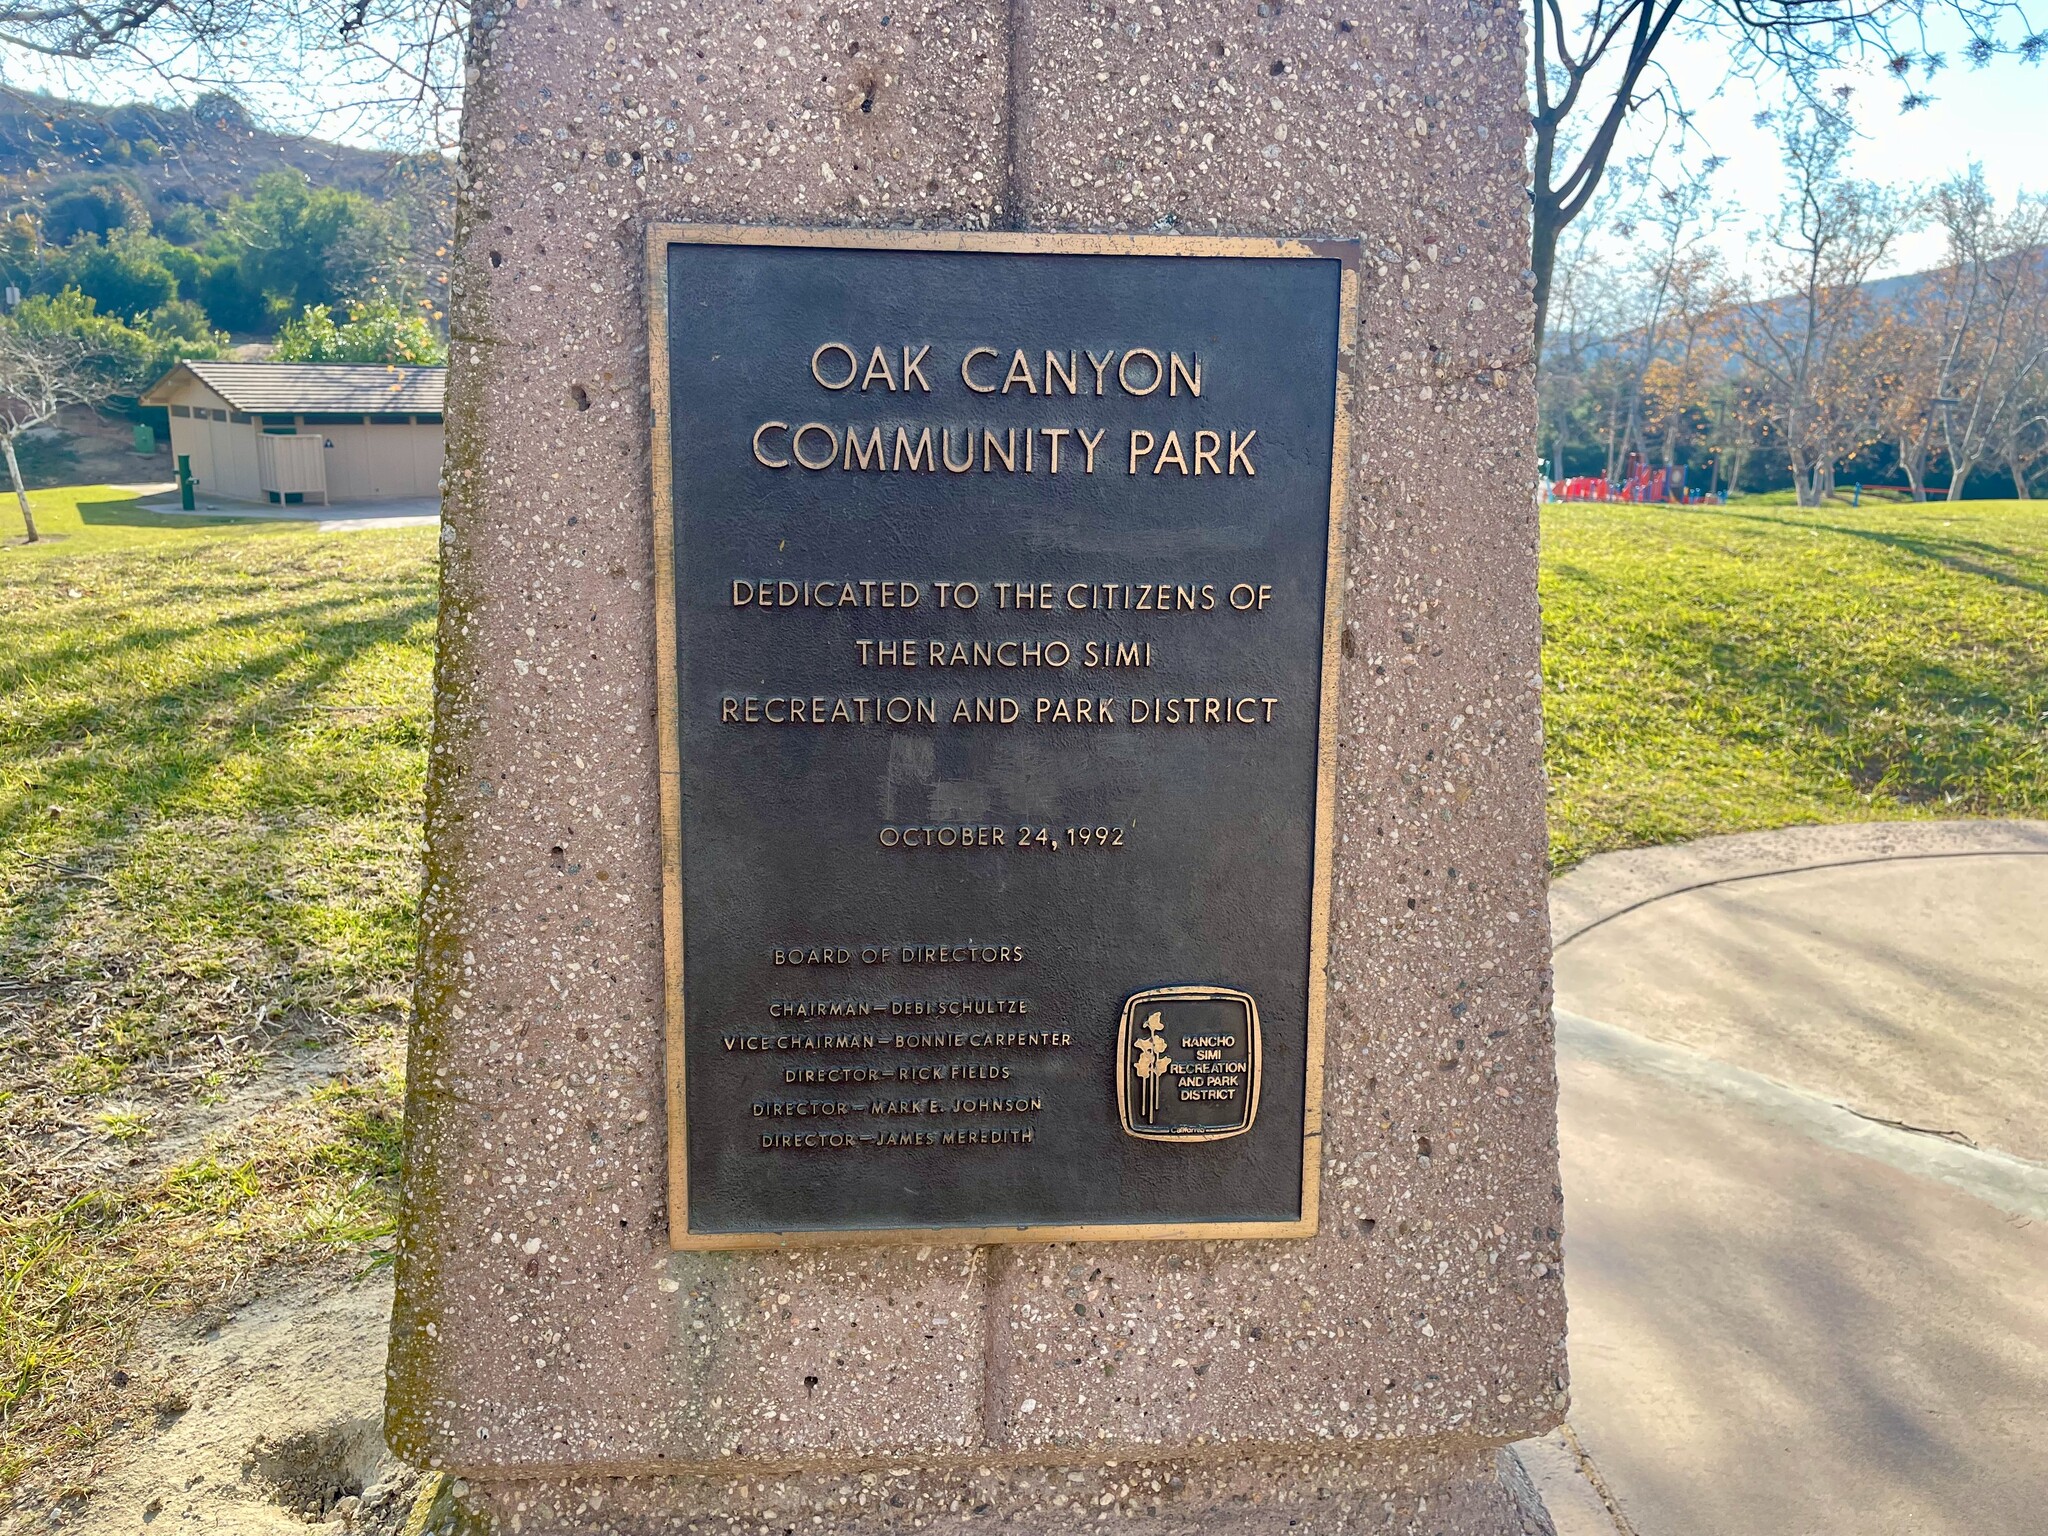 OAK CANYON
COMMUNITY PARK
DEDICATED TO THE CITIZENS OF
THE RANCHO SIMI
RECREATION AND PARK DISTRICT
OCTOBER 24, 1992
BOARD OF DIRECTORS
CHAIRMAN—DEBI SCHULTZE
VICE CHAIRMAN—BONNIE CARPENTER
DIRECTOR—RICK FIELDS
DIRECTOR—MARK E. JOHNSON
DIRECTOR—JAMES MEREDITH
RANCHO
SIMI
RECREATION
AND PARK
DISTRICT
California